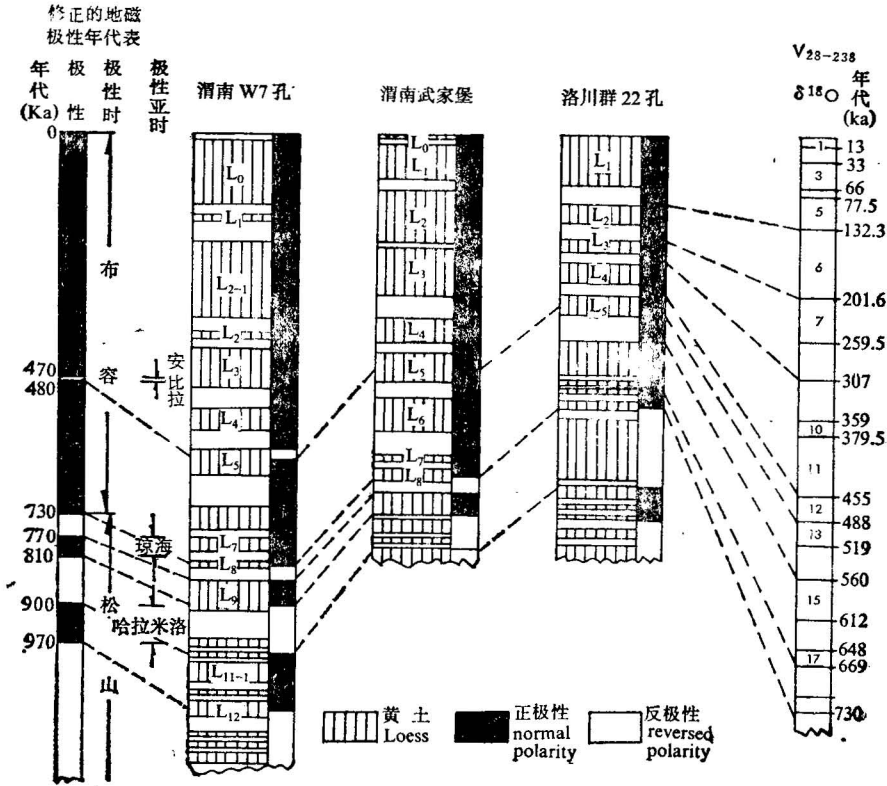 修正的地磁
极性年代表
年代
(Ka)
极性
极性时
极性亚时
渭南 W7 孔
渭南武家堡
洛川群 22 孔
V28-238
δ18O
年代
(ka)
0
470
480
730
770
810
900
970
布
容
松
山
安比拉
琼海
哈拉米洛
L0
L1
L2-1
L2
L3
L4
L5
L7
L8
L9
L11-1
L12
L0
L1
L2
L3
L4
L5
L6
L7
L8
L1
L2
L3
L4
L5
1
3
5
6
7
10
11
12
13
15
17
13
33
66
77.5
132.3
201.6
259.5
307
359
379.5
455
488
519
560
612
648
669
730
黄土
Loess
正极性
normal
polarity
反极性
reversed
polarity